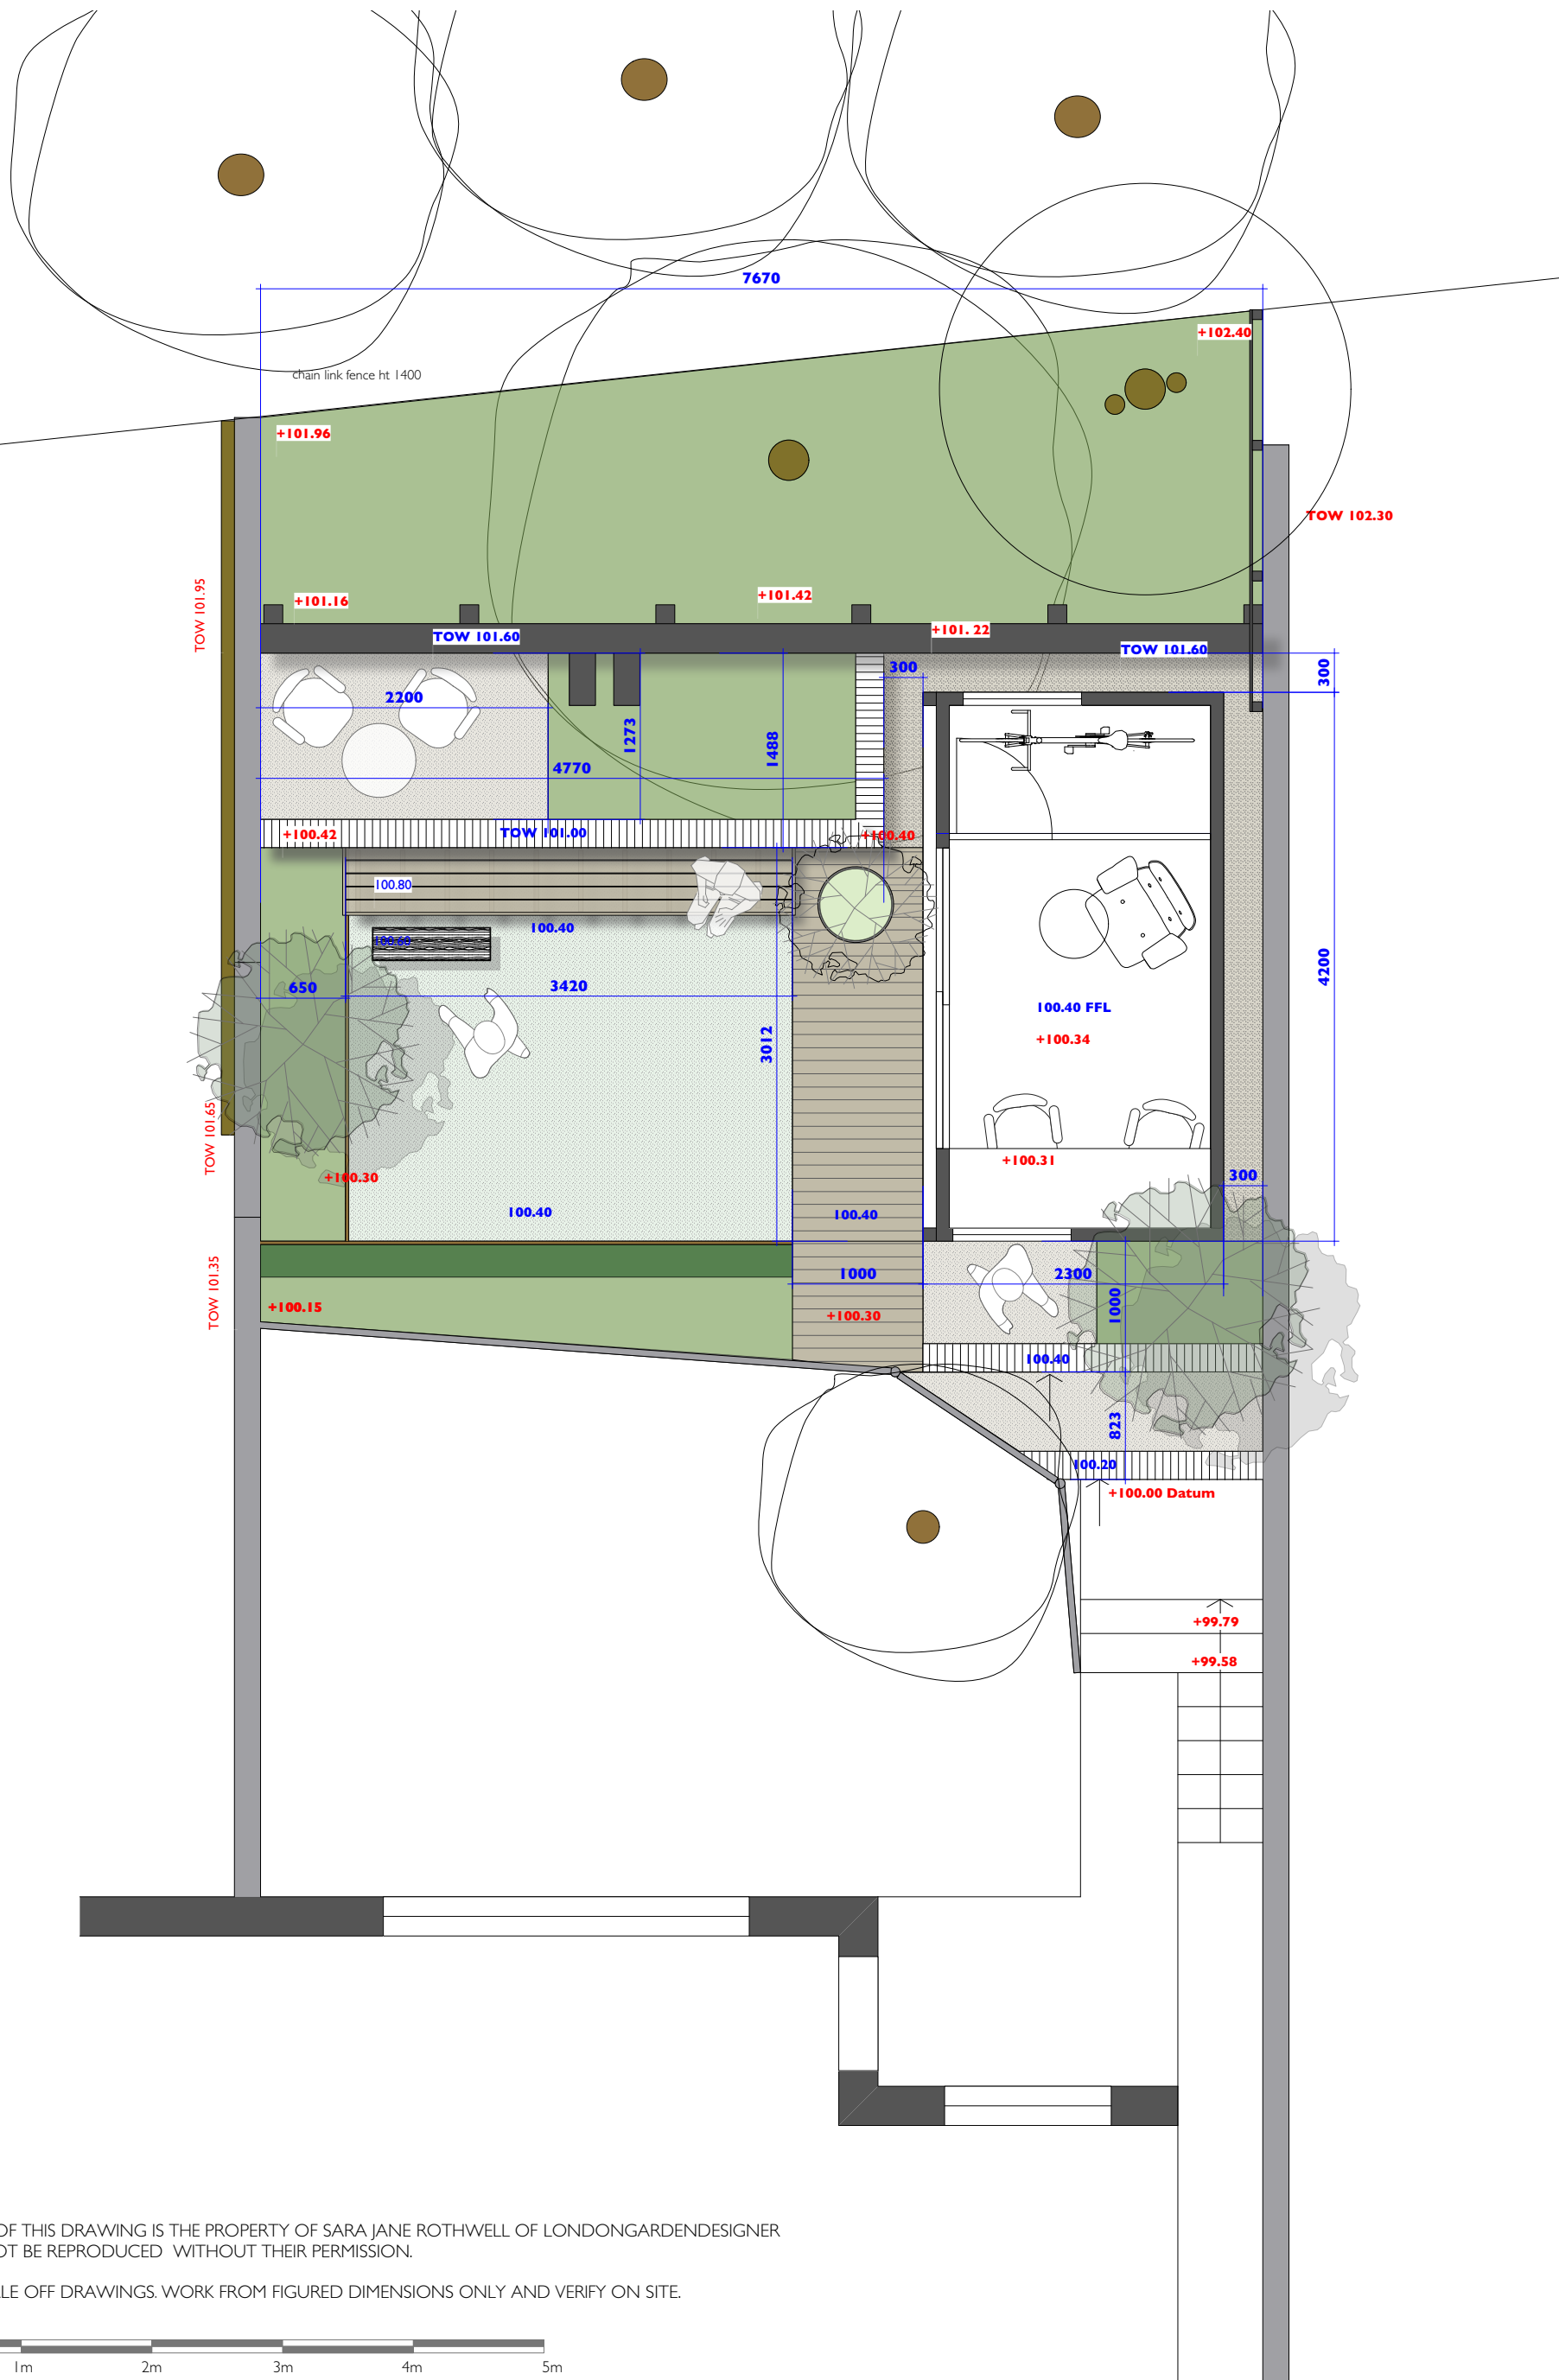 7670
+102.40
chain link fence ht 1400
+101.96
TOW 102.30
TOW 101.95
+101.16
+101.42
+101. 22
TOW 101.60
TOW 101.60
300
300
2200
1273
1488
4770
+100.42
TOW 101.00
+100.40
100.80
100.40
100.60
650
3420
3012
4200
100.40 FFL
+100.34
TOW 101.65
+100.31
+100.30
300
100.40
100.40
TOW 101.35
1000
2300
1000
+100.15
+100.30
100.40
823
100.20
+100.00 Datum
+99.79
+99.58
OF THIS DRAWING IS THE PROPERTY OF SARA JANE ROTHWELL OF LONDONGARDENDESIGNER
OT BE REPRODUCED WITHOUT THEIR PERMISSION.
LE OFF DRAWINGS. WORK FROM FIGURED DIMENSIONS ONLY AND VERIFY ON SITE.
1m 2m 3m 4m 5m